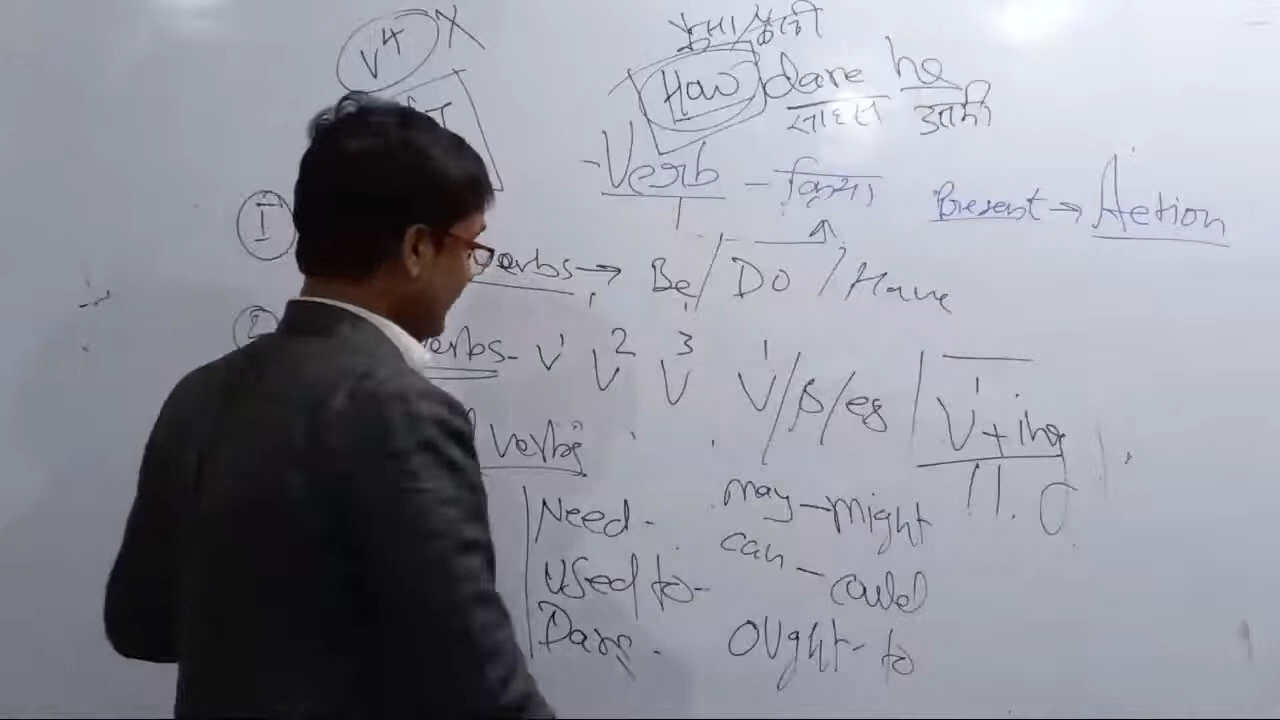 V⁴ X
How dare he
साहस उसकी
Verb - क्रिया Present → Action
I verbs → Be / DO / Have
verbs - V¹ V² V³ V¹/s/es | V¹+ing
verbs
Need - may - might
used to - can - could
Dare - ought - to